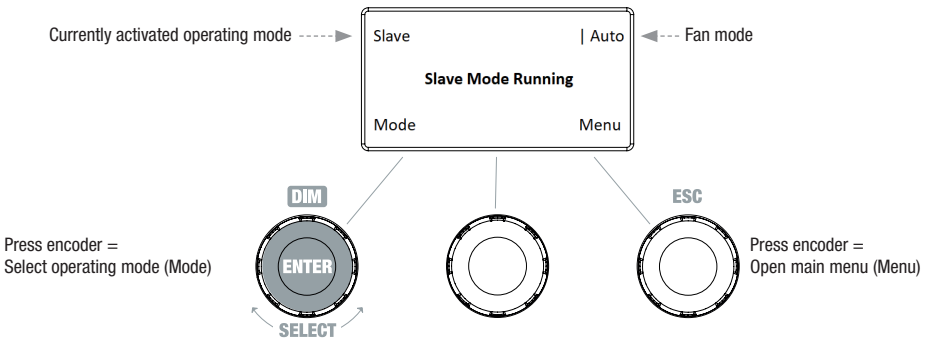 Currently activated operating mode
Slave
| Auto
Fan mode
Slave Mode Running
Mode
Menu
DIM
ESC
Press encoder =
Select operating mode (Mode)
ENTER
Press encoder =
Open main menu (Menu)
SELECT